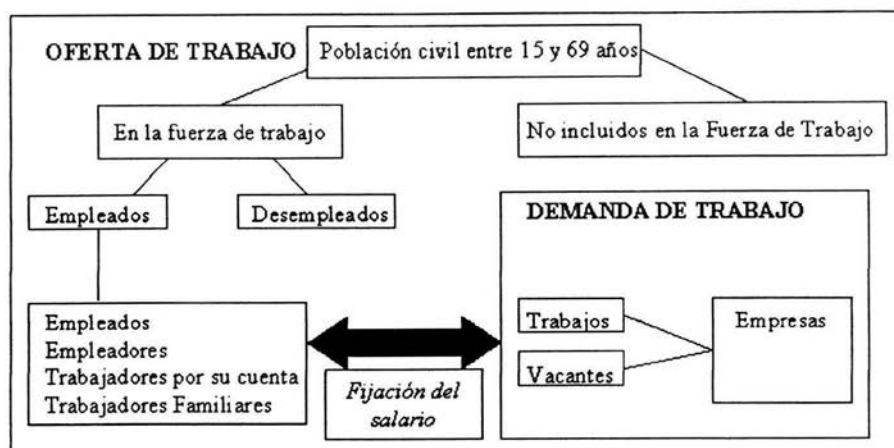 OFERTA DE TRABAJO
Población civil entre 15 y 69 años
En la fuerza de trabajo
No incluidos en la Fuerza de Trabajo
Empleados
Desempleados
DEMANDA DE TRABAJO
Empleados
Empleadores
Trabajadores por su cuenta
Trabajadores Familiares
Fijación del
salario
Trabajos
Vacantes
Empresas